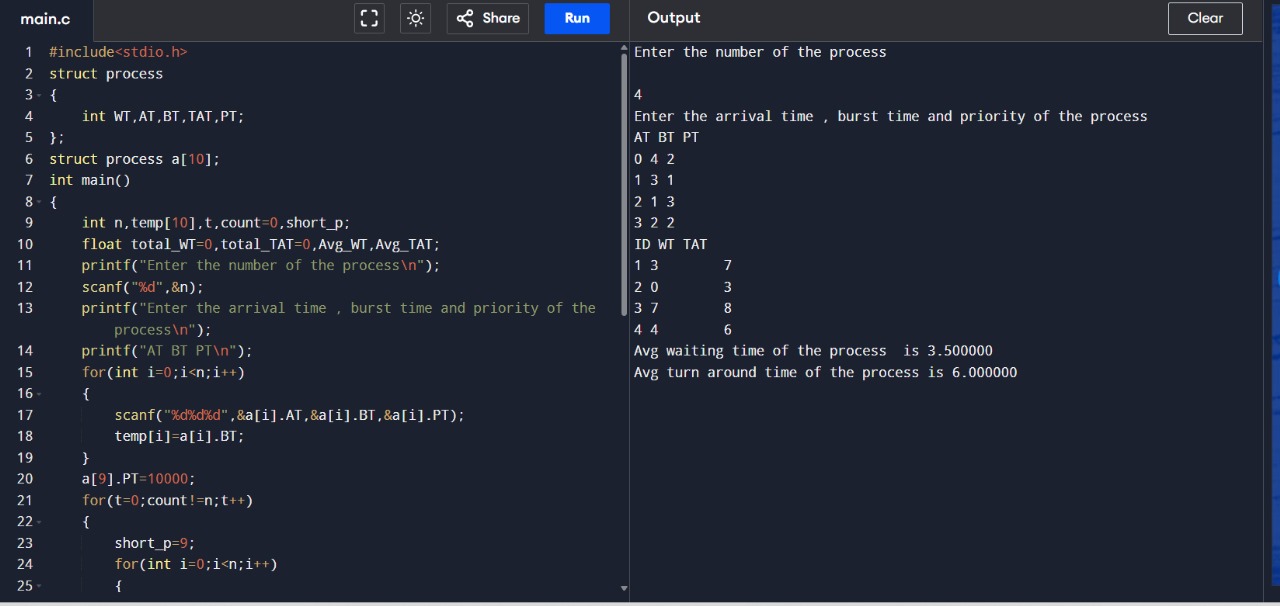 main.c
Share
Run
Output
Clear
1 #include<stdio.h>
2 struct process
3 {
4     int WT,AT,BT,TAT,PT;
5 };
6 struct process a[10];
7 int main()
8 {
9     int n,temp[10],t,count=0,short_p;
10     float total_WT=0,total_TAT=0,Avg_WT,Avg_TAT;
11     printf("Enter the number of the process\n");
12     scanf("%d",&n);
13     printf("Enter the arrival time , burst time and priority of the
process\n");
14     printf("AT BT PT\n");
15     for(int i=0;i<n;i++)
16     {
17         scanf("%d%d%d",&a[i].AT,&a[i].BT,&a[i].PT);
18         temp[i]=a[i].BT;
19     }
20     a[9].PT=10000;
21     for(t=0;count!=n;t++)
22     {
23         short_p=9;
24         for(int i=0;i<n;i++)
25         {
Enter the number of the process
4
Enter the arrival time , burst time and priority of the process
AT BT PT
0 4 2
1 3 1
2 1 3
3 2 2
ID WT TAT
1 3        7
2 0        3
3 7        8
4 4        6
Avg waiting time of the process  is 3.500000
Avg turn around time of the process is 6.000000